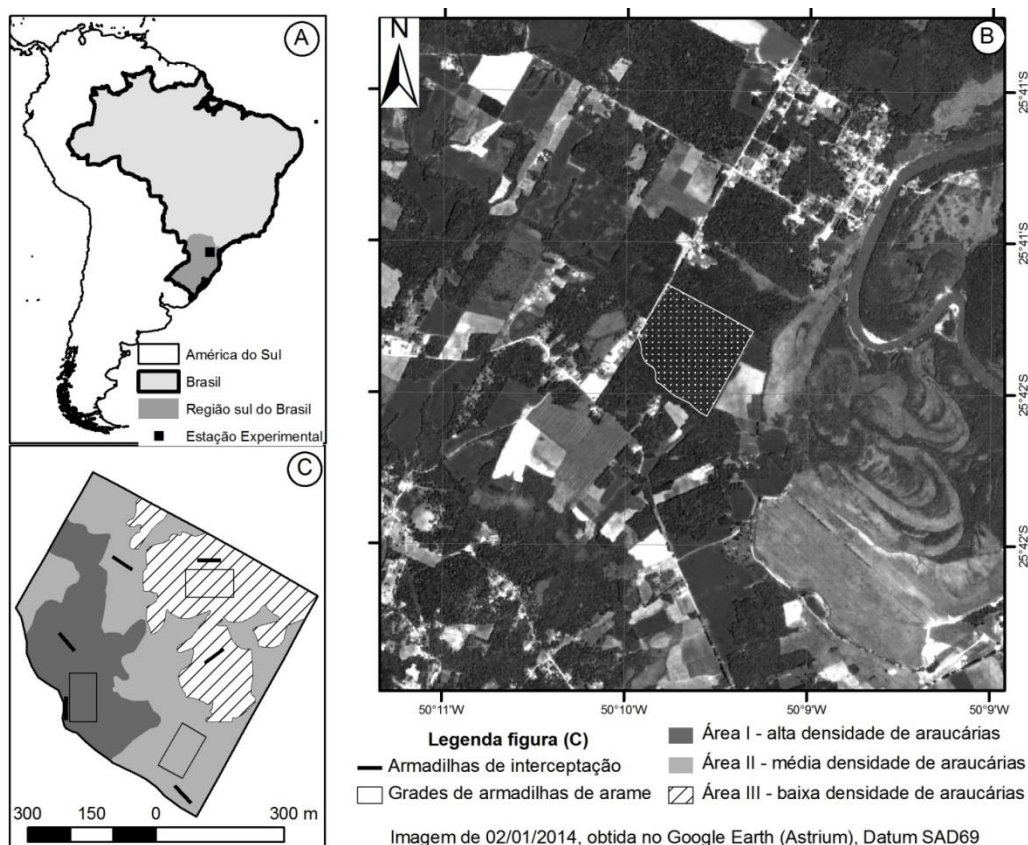 A
América do Sul
Brasil
Região sul do Brasil
Estação Experimental
N
B
25°41'S
25°41'S
25°42'S
25°42'S
50°11'W
50°10'W
50°9'W
50°9'W
C
300 150 0 300 m
Legenda figura (C)
Armadilhas de interceptação
Grades de armadilhas de arame
Área I - alta densidade de araucárias
Área II - média densidade de araucárias
Área III - baixa densidade de araucárias
Imagem de 02/01/2014, obtida no Google Earth (Astrium), Datum SAD69